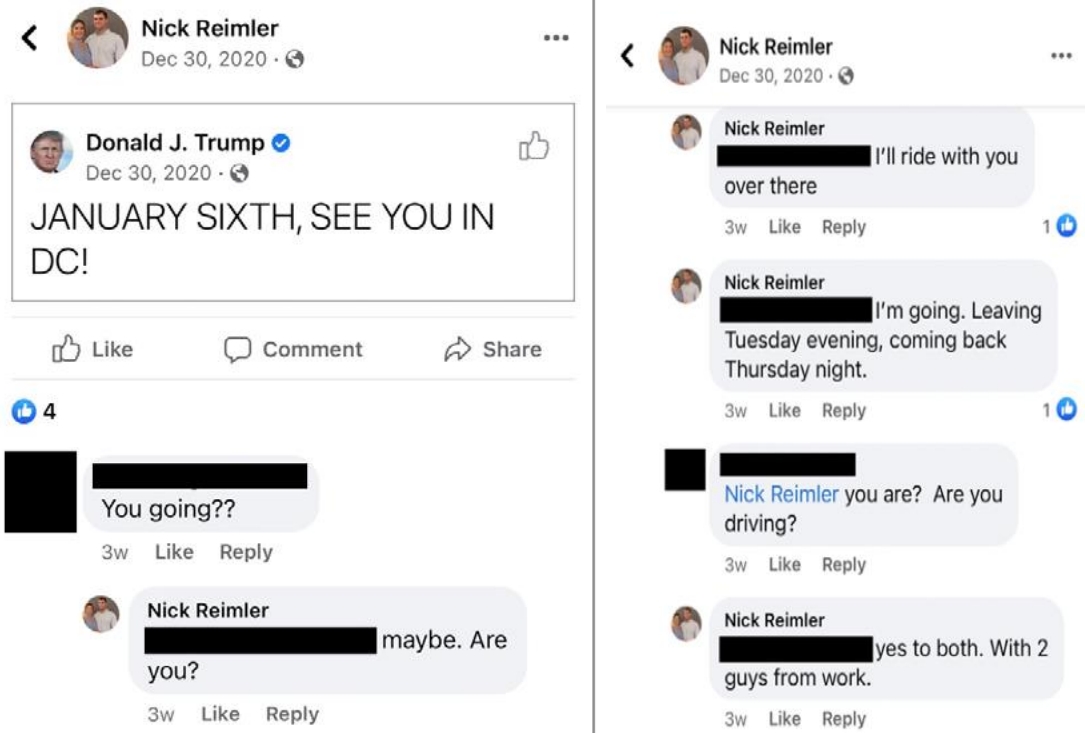 Nick Reimler
Dec 30, 2020 ·
Donald J. Trump
Dec 30, 2020 ·
JANUARY SIXTH, SEE YOU IN
DC!
Like Comment Share
4
You going??
3w Like Reply
Nick Reimler
maybe. Are
you?
3w Like Reply
Nick Reimler
Dec 30, 2020 ·
Nick Reimler
I'll ride with you
over there
3w Like Reply 1
Nick Reimler
I'm going. Leaving
Tuesday evening, coming back
Thursday night.
3w Like Reply 1
Nick Reimler you are? Are you
driving?
3w Like Reply
Nick Reimler
yes to both. With 2
guys from work.
3w Like Reply